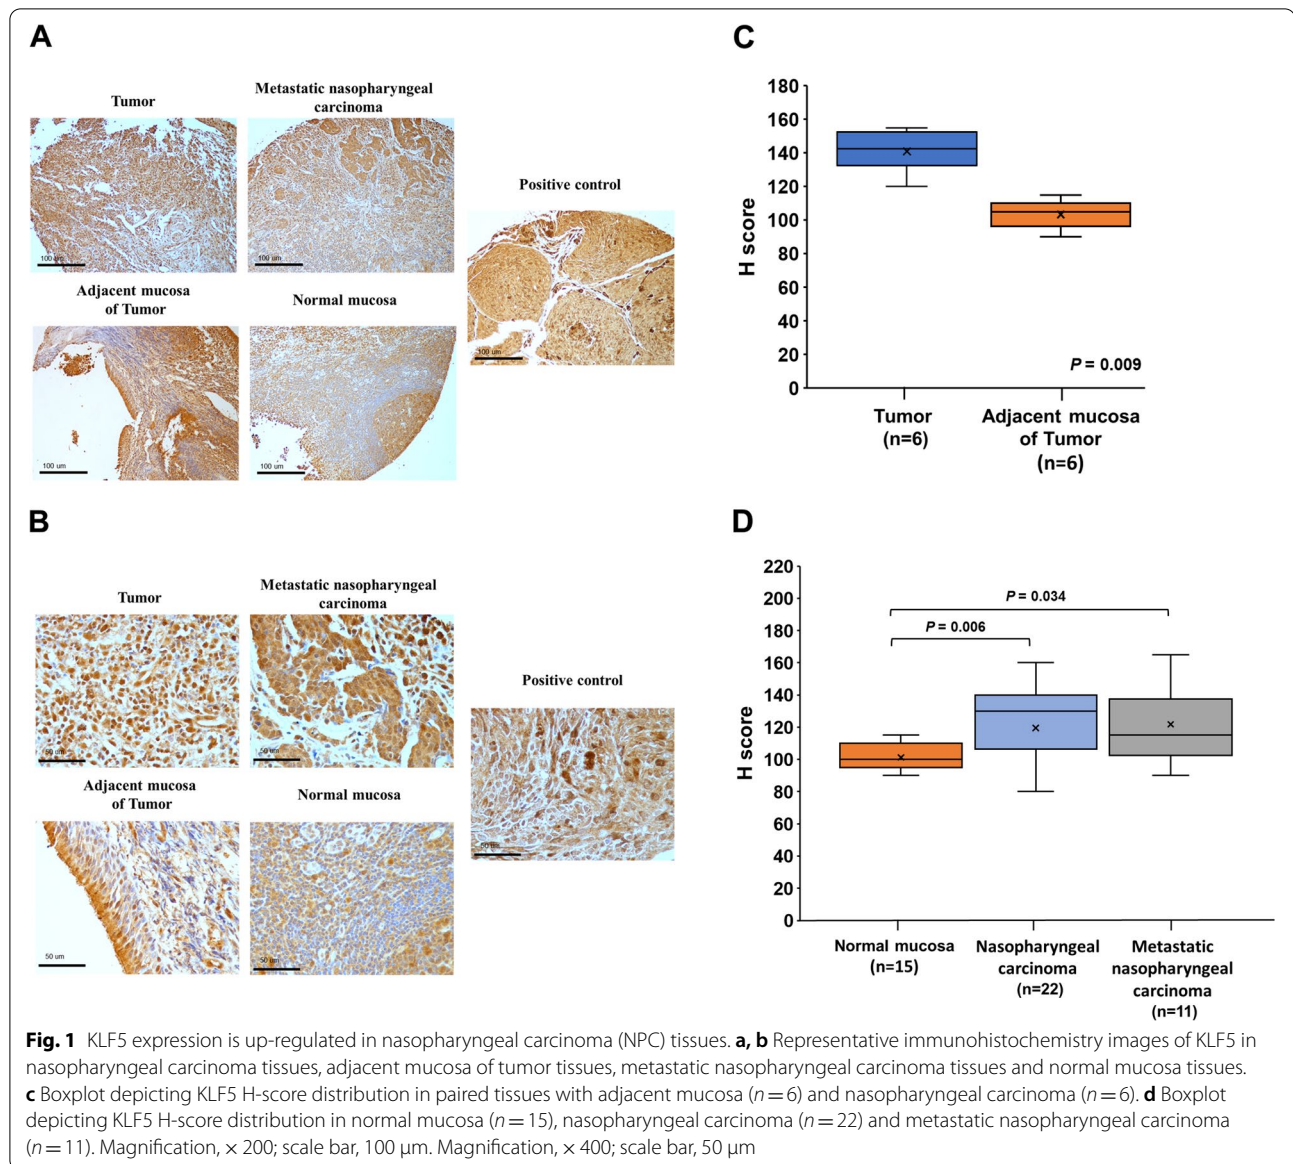 A
Tumor
Metastatic nasopharyngeal
carcinoma
100 um
100 um
Positive control
100 um
Adjacent mucosa
of Tumor
Normal mucosa
100 um
100 um
B
Tumor
Metastatic nasopharyngeal
carcinoma
50 um
50 um
Positive control
50 um
Adjacent mucosa
of Tumor
Normal mucosa
50 um
50 um
C
H score
180
160
140
120
100
80
60
40
20
0
P = 0.009
Tumor
(n=6)
Adjacent mucosa
of Tumor
(n=6)
D
H score
220
200
180
160
140
120
100
80
60
40
20
0
P = 0.034
P = 0.006
Normal mucosa
(n=15)
Nasopharyngeal
carcinoma
(n=22)
Metastatic
nasopharyngeal
carcinoma
(n=11)
Fig. 1 KLF5 expression is up-regulated in nasopharyngeal carcinoma (NPC) tissues. a, b Representative immunohistochemistry images of KLF5 in
nasopharyngeal carcinoma tissues, adjacent mucosa of tumor tissues, metastatic nasopharyngeal carcinoma tissues and normal mucosa tissues.
c Boxplot depicting KLF5 H-score distribution in paired tissues with adjacent mucosa (n = 6) and nasopharyngeal carcinoma (n = 6). d Boxplot
depicting KLF5 H-score distribution in normal mucosa (n = 15), nasopharyngeal carcinoma (n = 22) and metastatic nasopharyngeal carcinoma
(n = 11). Magnification, × 200; scale bar, 100 μm. Magnification, × 400; scale bar, 50 μm